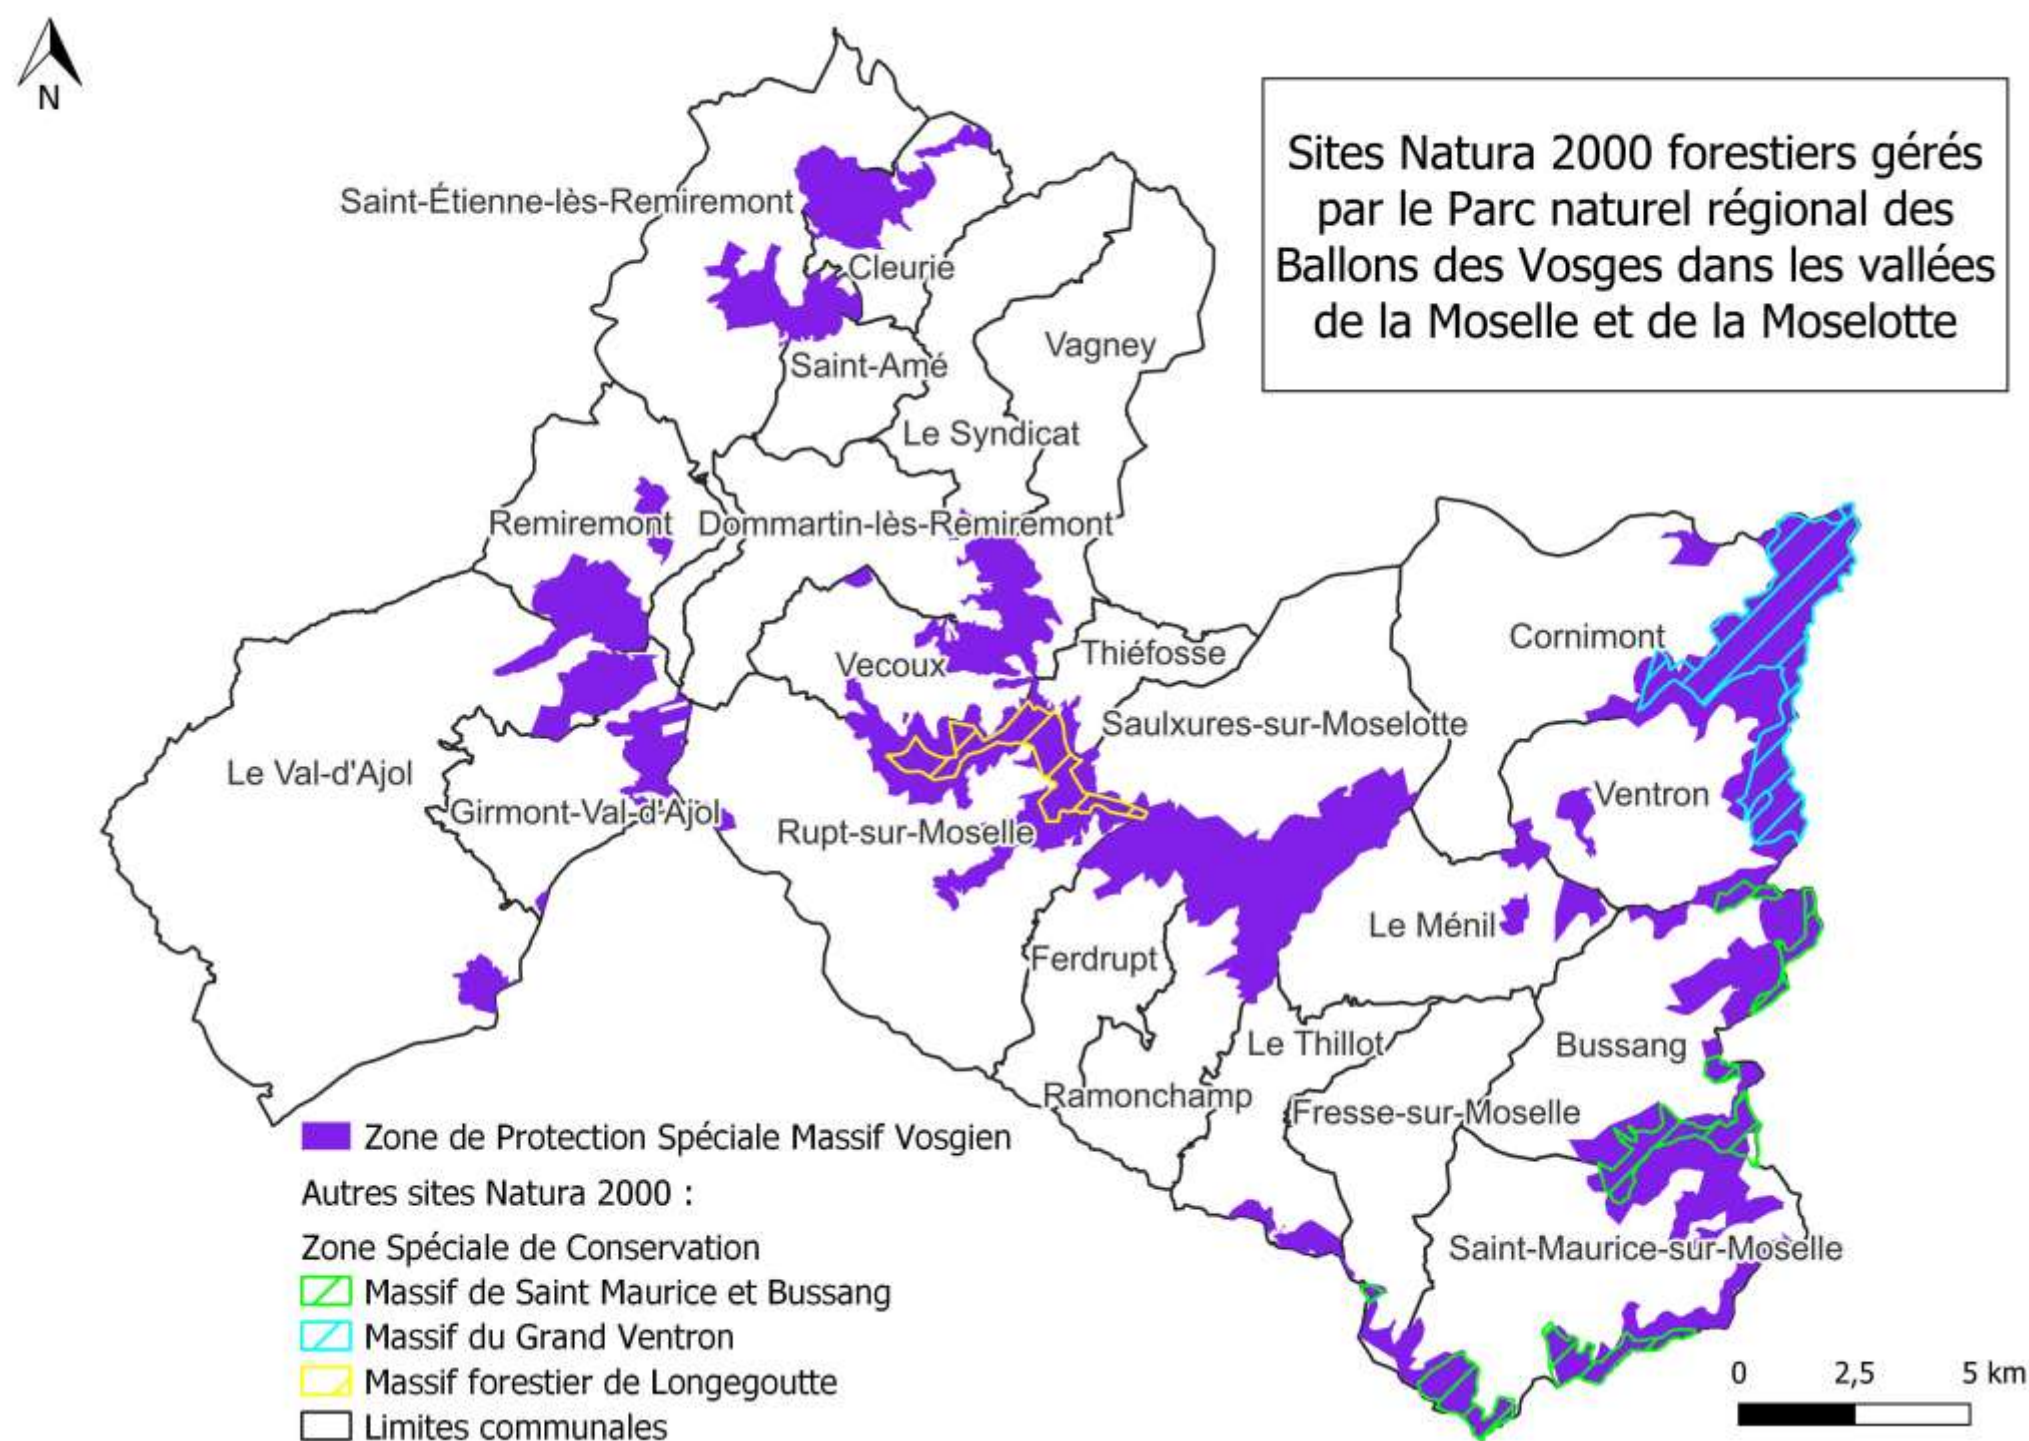 N
Sites Natura 2000 forestiers gérés
par le Parc naturel régional des
Ballons des Vosges dans les vallées
de la Moselle et de la Moselotte
Saint-Étienne-lès-Remiremont
Cleurie
Vagney
Saint-Amé
Le Syndicat
Remiremont
Dommartin-lès-Remiremont
Cornimont
Thiéfosse
Vecoux
Saulxures-sur-Moselotte
Le Val-d'Ajol
Ventron
Girmont-Val-d'Ajol
Rupt-sur-Moselle
Le Ménil
Ferdrupt
Le Thillot
Bussang
Ramonchamp
Fresse-sur-Moselle
Saint-Maurice-sur-Moselle
Zone de Protection Spéciale Massif Vosgien
Autres sites Natura 2000 :
Zone Spéciale de Conservation
Massif de Saint Maurice et Bussang
Massif du Grand Ventron
Massif forestier de Longegoutte
Limites communales
0 2,5 5 km